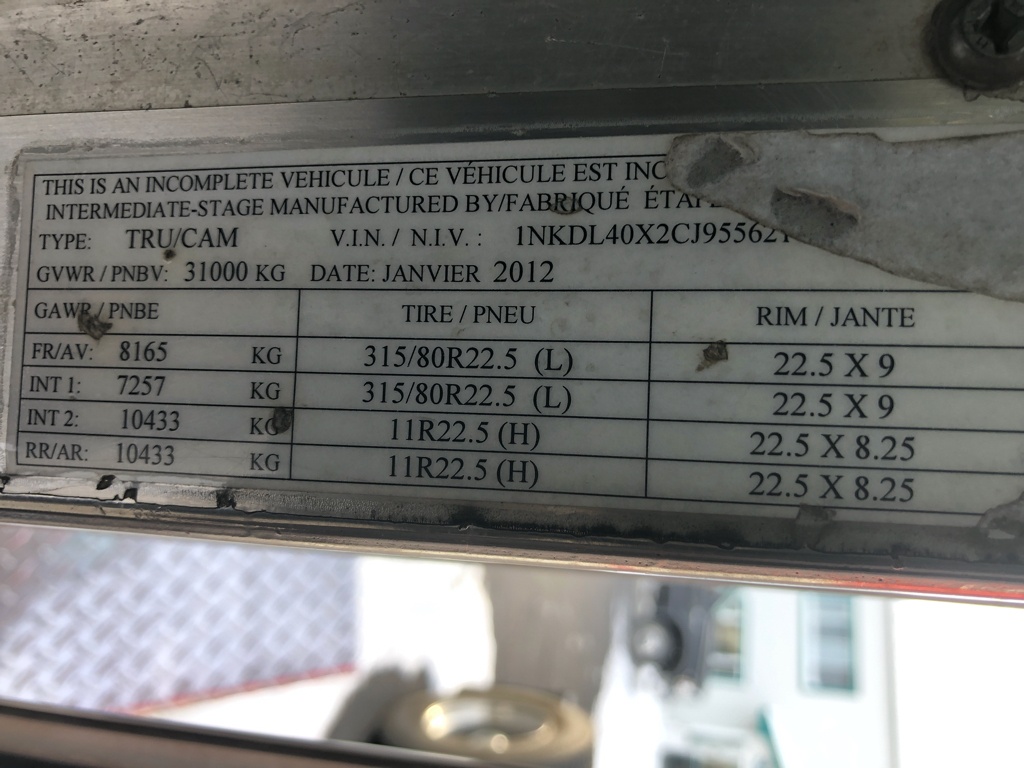 THIS IS AN INCOMPLETE VEHICULE / CE VÉHICULE EST INC
INTERMEDIATE-STAGE MANUFACTURED BY/FABRIQUÉ
TYPE: TRU/CAM V.I.N. / N.I.V. : 1NKDL40X2CJ95562
GVWR / PNBV: 31000 KG DATE: JANVIER 2012
GAWR / PNBE TIRE / PNEU RIM / JANTE
FR/AV: 8165 KG 315/80R22.5 (L) 22.5 X 9
INT 1: 7257 KG 315/80R22.5 (L) 22.5 X 9
INT 2: 10433 KG 11R22.5 (H) 22.5 X 8.25
RR/AR: 10433 KG 11R22.5 (H) 22.5 X 8.25